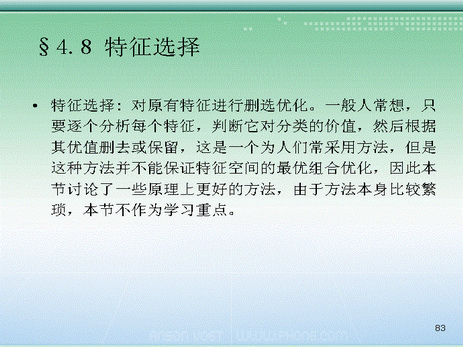 §4.8 特征选择
• 特征选择：对原有特征进行删选优化。一般人常想，只
要逐个分析每个特征，判断它对分类的价值，然后根据
其优值删去或保留，这是一个为人们常采用方法，但是
这种方法并不能保证特征空间的最优组合优化，因此本
节讨论了一些原理上更好的方法，由于方法本身比较繁
琐，本节不作为学习重点。
83